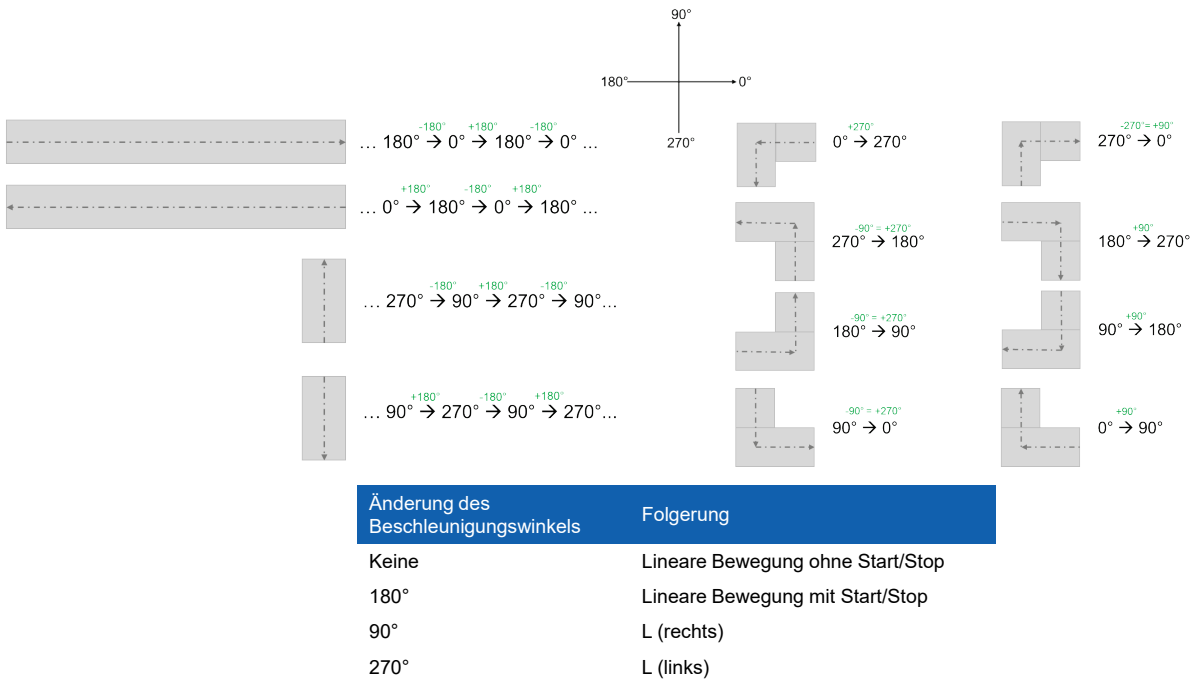 90°
180°
0°
270°
-180° +180° -180°
... 180° → 0° → 180° → 0° ...
+180° -180° +180°
... 0° → 180° → 0° → 180° ...
-180° +180° -180°
... 270° → 90° → 270° → 90°...
+180° -180° +180°
... 90° → 270° → 90° → 270°...
+270°
0° → 270°
-90° = +270°
270° → 180°
-90° = +270°
180° → 90°
-90° = +270°
90° → 0°
-270°= +90°
270° → 0°
+90°
180° → 270°
+90°
90° → 180°
+90°
0° → 90°
Änderung des
Beschleunigungswinkels
Folgerung
Keine Lineare Bewegung ohne Start/Stop
180° Lineare Bewegung mit Start/Stop
90° L (rechts)
270° L (links)